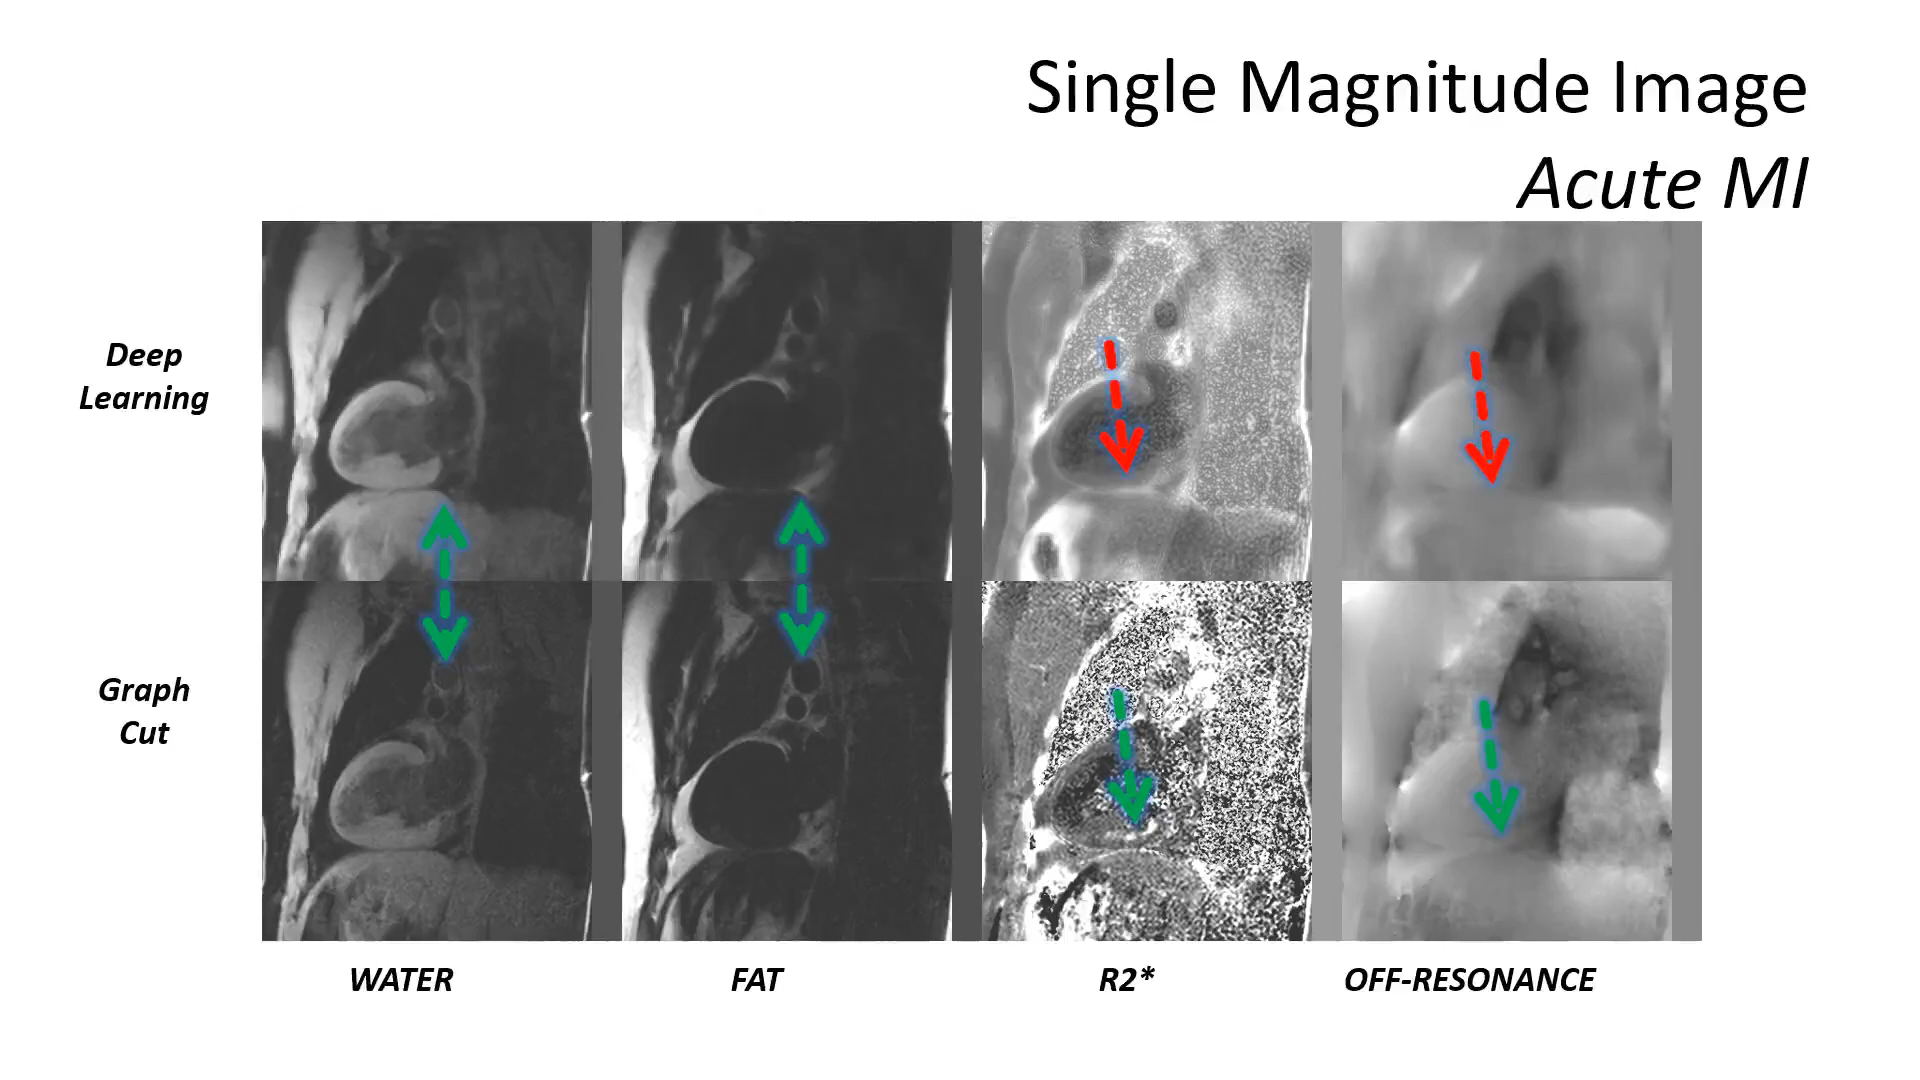 Single Magnitude Image
Acute MI
Deep
Learning
Graph
Cut
WATER
FAT
R2*
OFF-RESONANCE